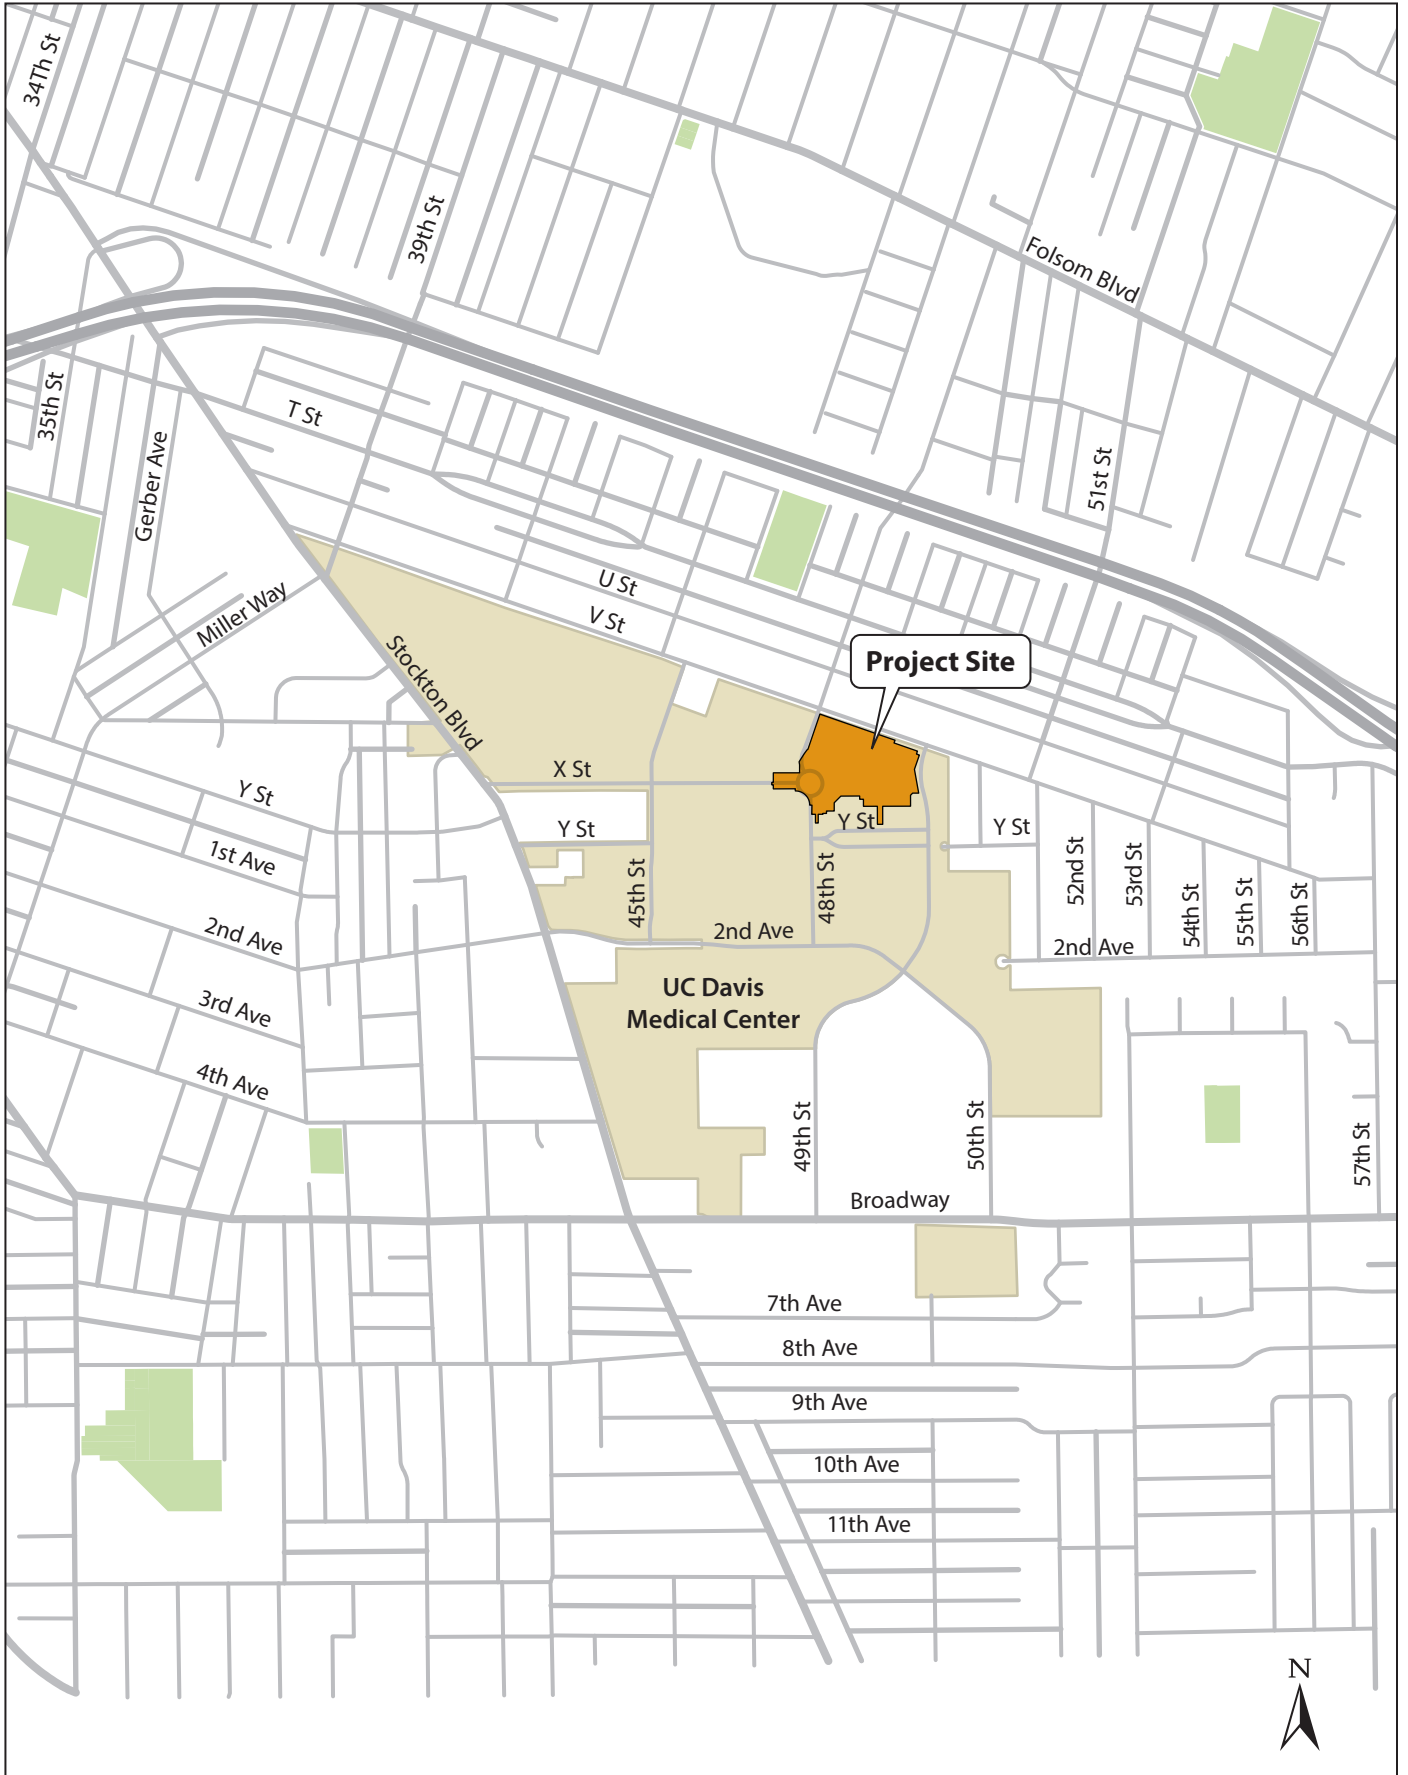 34Th St
39th St
Folsom Blvd
35th St
T St
Gerber Ave
51st St
U St
V St
Miller Way
Stockton Blvd
Project Site
X St
Y St
Y St
Y St
Y St
1st Ave
45th St
48th St
52nd St
53rd St
54th St
55th St
56th St
2nd Ave
2nd Ave
2nd Ave
UC Davis
Medical Center
3rd Ave
4th Ave
49th St
50th St
57th St
Broadway
7th Ave
8th Ave
9th Ave
10th Ave
11th Ave
N